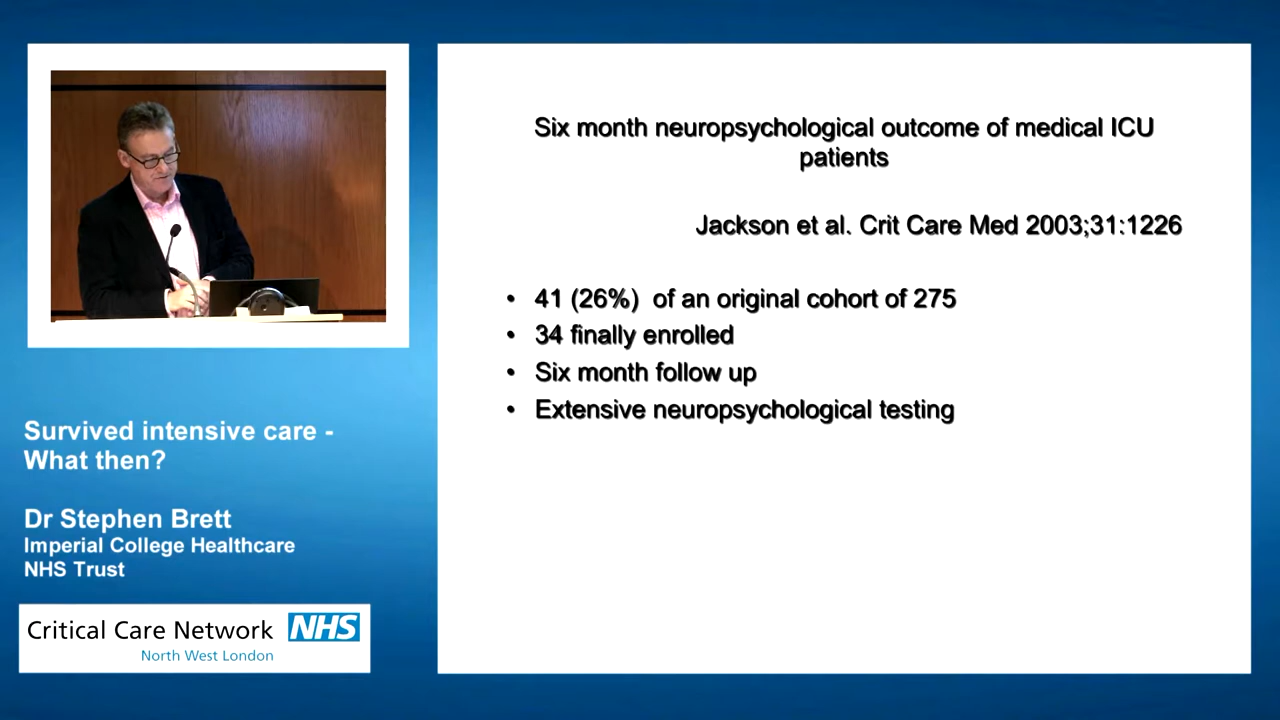 Six month neuropsychological outcome of medical ICU
patients
Jackson et al. Crit Care Med 2003;31:1226
• 41 (26%) of an original cohort of 275
• 34 finally enrolled
• Six month follow up
• Extensive neuropsychological testing
Survived intensive care -
What then?
Dr Stephen Brett
Imperial College Healthcare
NHS Trust
Critical Care Network NHS
North West London